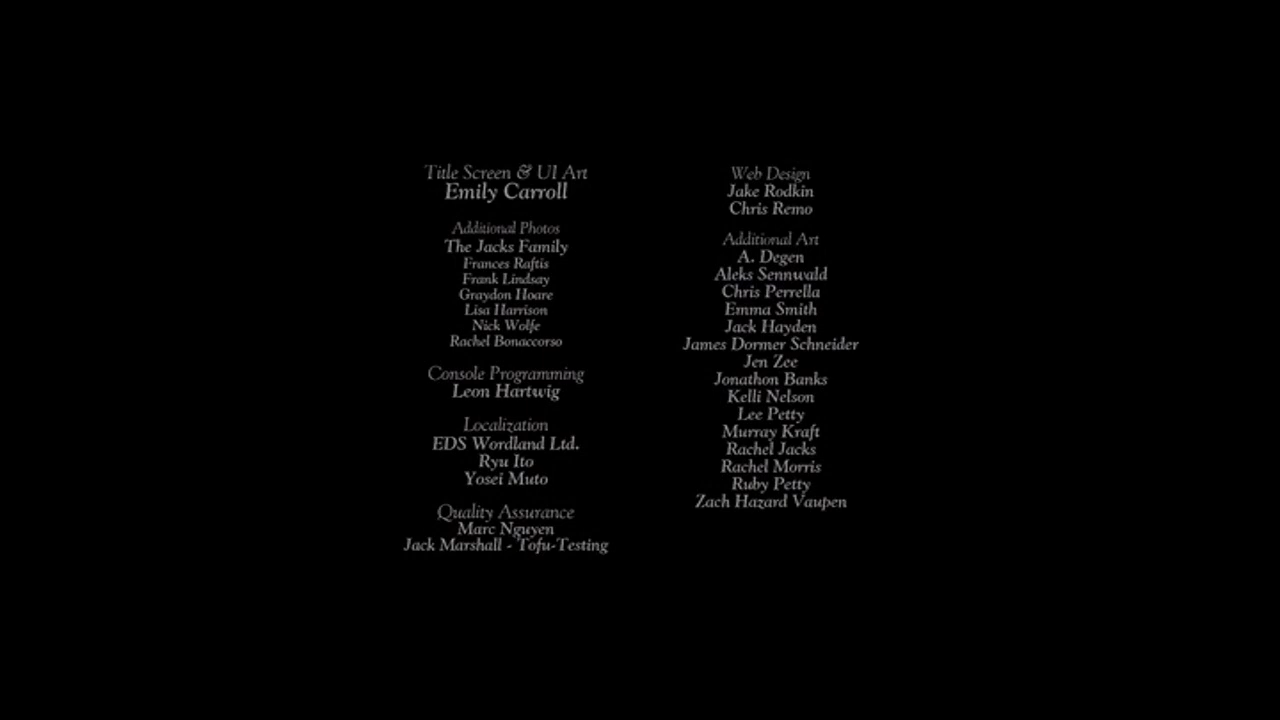 Title Screen & UI Art
Emily Carroll
Additional Photos
The Jacks Family
Frances Raftis
Frank Lindsay
Graydon Hoare
Lisa Harrison
Nick Wolfe
Rachel Bonaccorso
Console Programming
Leon Hartwig
Localization
EDS Wordland Ltd.
Ryu Ito
Yosei Muto
Quality Assurance
Marc Nguyen
Jack Marshall - Tofu-Testing
Web Design
Jake Rodkin
Chris Remo
Additional Art
A. Degen
Aleks Sennwald
Chris Perrella
Emma Smith
Jack Hayden
James Dormer Schneider
Jen Zee
Jonathon Banks
Kelli Nelson
Lee Petty
Murray Kraft
Rachel Jacks
Rachel Morris
Ruby Petty
Zach Hazard Vaupen